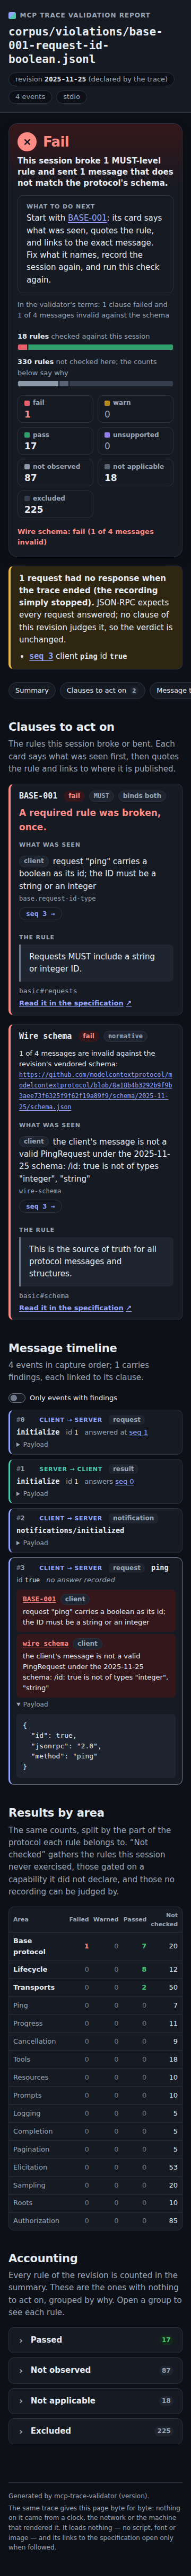 MCP TRACE VALIDATION REPORT
corpus/violations/base-
001-request-id-
boolean.jsonl
revision 2025-11-25 (declared by the trace)
4 events
stdio
Fail
This session broke 1 MUST-level
rule and sent 1 message that does
not match the protocol's schema.
WHAT TO DO NEXT
Start with BASE-001: its card says
what was seen, quotes the rule,
and links to the exact message.
Fix what it names, record the
session again, and run this check
again.
In the validator's terms: 1 clause failed and
1 of 4 messages invalid against the schema
18 rules checked against this session
330 rules not checked here; the counts
below say why
fail
1
warn
0
pass
17
unsupported
0
not observed
87
not applicable
18
excluded
225
Wire schema: fail (1 of 4 messages
invalid)
1 request had no response when
the trace ended (the recording
simply stopped). JSON-RPC expects
every request answered; no clause of
this revision judges it, so the verdict is
unchanged.
• seq 3 client ping id true
Summary
Clauses to act on 2
Message t
Clauses to act on
The rules this session broke or bent. Each
card says what was seen first, then quotes
the rule and links to where it is published.
BASE-001 fail MUST binds both
A required rule was broken,
once.
WHAT WAS SEEN
client request "ping" carries a
boolean as its id; the ID must be a
string or an integer
base.request-id-type
seq 3 →
THE RULE
Requests MUST include a string
or integer ID.
basic#requests
Read it in the specification ↗
Wire schema fail normative
1 of 4 messages are invalid against the
revision's vendored schema:
https://github.com/modelcontextprotocol/m
odelcontextprotocol/blob/6a18b4b3292b9f9b
3aee73f6325f9f62f19a89f9/schema/2025-11-
25/schema.json
WHAT WAS SEEN
client the client's message is not a
valid PingRequest under the 2025-11-
25 schema: /id: true is not of types
"integer", "string"
wire-schema
seq 3 →
THE RULE
This is the source of truth for all
protocol messages and
structures.
basic#schema
Read it in the specification ↗
Message timeline
4 events in capture order; 1 carries
findings, each linked to its clause.
Only events with findings
#0 CLIENT → SERVER request
initialize id 1 answered at seq 1
▸ Payload
#1 SERVER → CLIENT result
initialize id 1 answers seq 0
▸ Payload
#2 CLIENT → SERVER notification
notifications/initialized
▸ Payload
#3 CLIENT → SERVER request ping
id true no answer recorded
BASE-001 client
request "ping" carries a boolean as its id;
the ID must be a string or an integer
wire schema client
the client's message is not a valid
PingRequest under the 2025-11-25
schema: /id: true is not of types "integer",
"string"
▾ Payload
{
"id": true,
"jsonrpc": "2.0",
"method": "ping"
}
Results by area
The same counts, split by the part of the
protocol each rule belongs to. “Not
checked” gathers the rules this session
never exercised, those gated on a
capability it did not declare, and those no
recording can be judged by.
Area Failed Warned Passed Not checked
Base protocol 1 0 7 20
Lifecycle 0 0 8 12
Transports 0 0 2 50
Ping 0 0 0 7
Progress 0 0 0 11
Cancellation 0 0 0 9
Tools 0 0 0 18
Resources 0 0 0 10
Prompts 0 0 0 10
Logging 0 0 0 5
Completion 0 0 0 5
Pagination 0 0 0 5
Elicitation 0 0 0 53
Sampling 0 0 0 20
Roots 0 0 0 10
Authorization 0 0 0 85
Accounting
Every rule of the revision is counted in the
summary. These are the ones with nothing
to act on, grouped by why. Open a group to
see each rule.
› Passed 17
› Not observed 87
› Not applicable 18
› Excluded 225
Generated by mcp-trace-validator (version).
The same trace gives this page byte for byte: nothing
on it came from a clock, the network or the machine
that rendered it. It loads nothing — no script, font or
image — and its links to the specification open only
when followed.